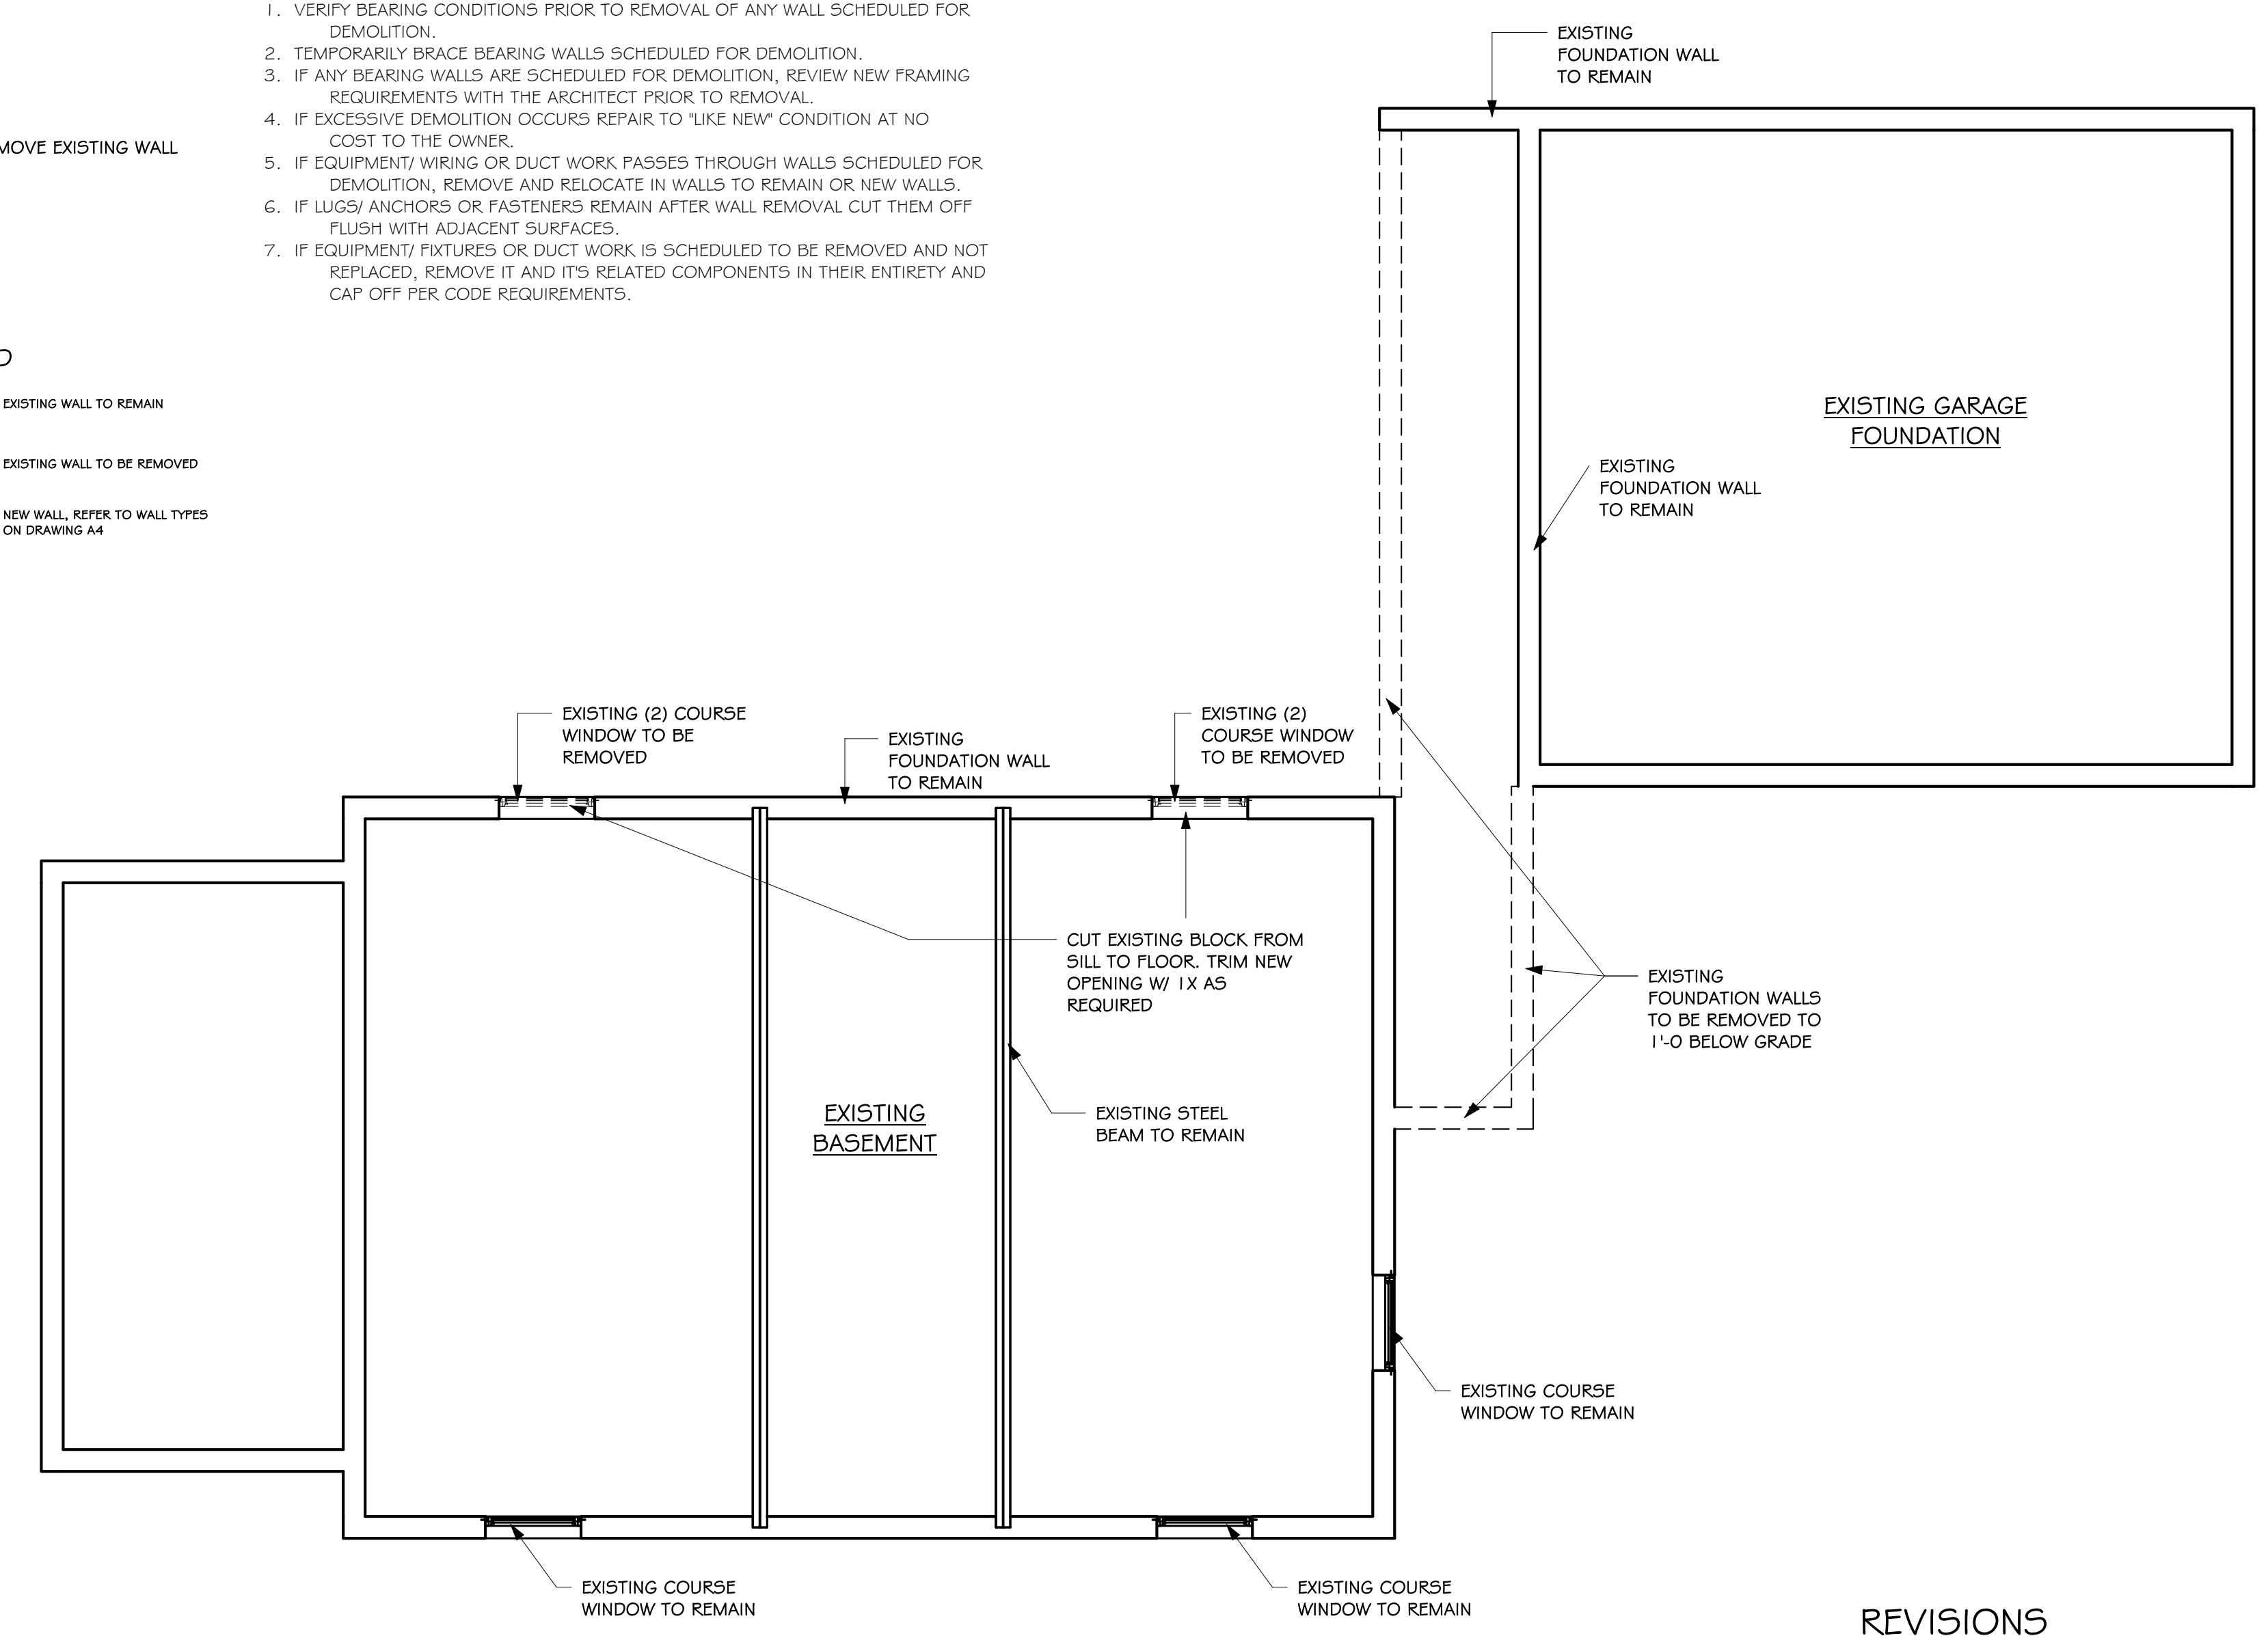 1. VERIFY BEARING CONDITIONS PRIOR TO REMOVAL OF ANY WALL SCHEDULED FOR
DEMOLITION.
2. TEMPORARILY BRACE BEARING WALLS SCHEDULED FOR DEMOLITION.
3. IF ANY BEARING WALLS ARE SCHEDULED FOR DEMOLITION, REVIEW NEW FRAMING
REQUIREMENTS WITH THE ARCHITECT PRIOR TO REMOVAL.
4. IF EXCESSIVE DEMOLITION OCCURS REPAIR TO "LIKE NEW" CONDITION AT NO
COST TO THE OWNER.
5. IF EQUIPMENT/ WIRING OR DUCT WORK PASSES THROUGH WALLS SCHEDULED FOR
DEMOLITION, REMOVE AND RELOCATE IN WALLS TO REMAIN OR NEW WALLS.
6. IF LUGS/ ANCHORS OR FASTENERS REMAIN AFTER WALL REMOVAL CUT THEM OFF
FLUSH WITH ADJACENT SURFACES.
7. IF EQUIPMENT/ FIXTURES OR DUCT WORK IS SCHEDULED TO BE REMOVED AND NOT
REPLACED, REMOVE IT AND IT'S RELATED COMPONENTS IN THEIR ENTIRETY AND
CAP OFF PER CODE REQUIREMENTS.
MOVE EXISTING WALL
EXISTING WALL TO REMAIN
EXISTING WALL TO BE REMOVED
NEW WALL, REFER TO WALL TYPES
ON DRAWING A4
EXISTING
FOUNDATION WALL
TO REMAIN
EXISTING GARAGE
FOUNDATION
EXISTING
FOUNDATION WALL
TO REMAIN
EXISTING (2) COURSE
WINDOW TO BE
REMOVED
EXISTING
FOUNDATION WALL
TO REMAIN
EXISTING (2)
COURSE WINDOW
TO BE REMOVED
CUT EXISTING BLOCK FROM
SILL TO FLOOR. TRIM NEW
OPENING W/ 1X AS
REQUIRED
EXISTING
FOUNDATION WALLS
TO BE REMOVED TO
1'-0 BELOW GRADE
EXISTING
BASEMENT
EXISTING STEEL
BEAM TO REMAIN
EXISTING COURSE
WINDOW TO REMAIN
EXISTING COURSE
WINDOW TO REMAIN
EXISTING COURSE
WINDOW TO REMAIN
REVISIONS